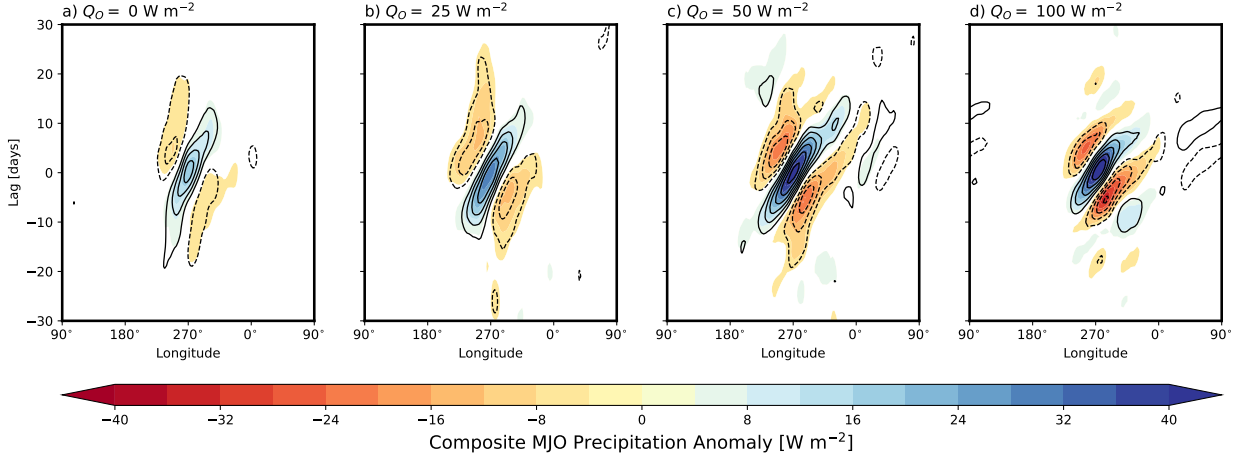 a) Q_O = 0 W m⁻²
b) Q_O = 25 W m⁻²
c) Q_O = 50 W m⁻²
d) Q_O = 100 W m⁻²
30
20
10
0
−10
−20
−30
Lag [days]
90° 180° 270° 0° 90°
90° 180° 270° 0° 90°
90° 180° 270° 0° 90°
90° 180° 270° 0° 90°
Longitude
Longitude
Longitude
Longitude
−40 −32 −24 −16 −8 0 8 16 24 32 40
Composite MJO Precipitation Anomaly [W m⁻²]